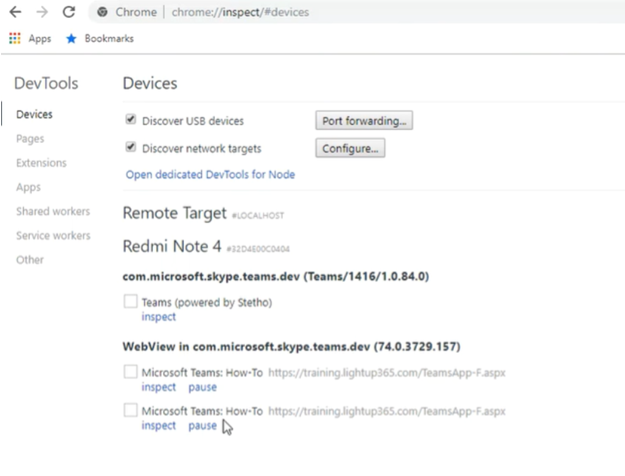 Chrome | chrome://inspect/#devices
Apps Bookmarks
DevTools
Devices
Pages
Extensions
Apps
Shared workers
Service workers
Other
Devices
Discover USB devices Port forwarding...
Discover network targets Configure...
Open dedicated DevTools for Node
Remote Target #LOCALHOST
Redmi Note 4 #32D4E00C0404
com.microsoft.skype.teams.dev (Teams/1416/1.0.84.0)
Teams (powered by Stetho)
inspect
WebView in com.microsoft.skype.teams.dev (74.0.3729.157)
Microsoft Teams: How-To https://training.lightup365.com/TeamsApp-F.aspx
inspect pause
Microsoft Teams: How-To https://training.lightup365.com/TeamsApp-F.aspx
inspect pause